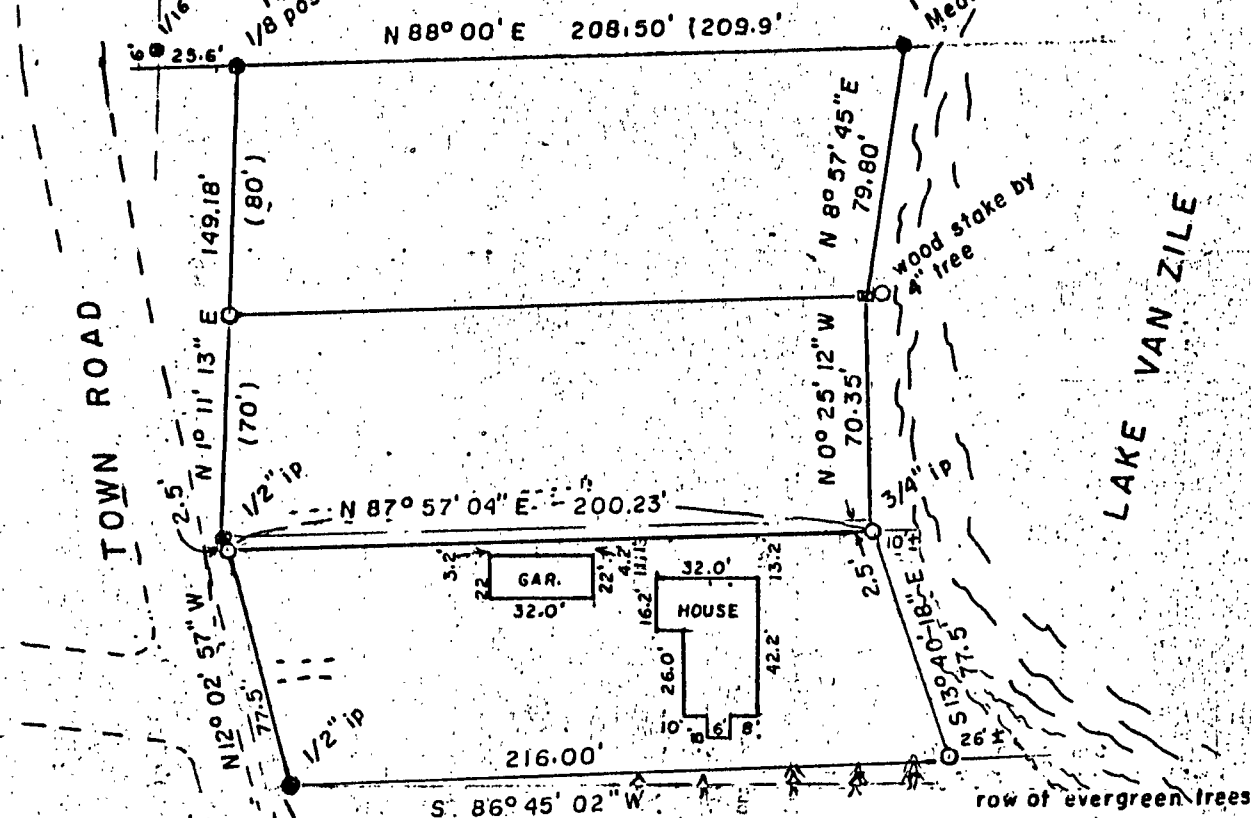 1/16
1/8 pos
6'
25.6'
N 88° 00' E 208.50' (209.9'
149.18'
(80')
N 8° 57' 45" E
79.80'
wood stake by
4" tree
TOWN ROAD
LAKE VAN ZILE
N 1° 11' 13" E
(70')
N 0° 25' 12" W
70.35'
2.5'
1/2" ip
N 87° 57' 04" E 200.23'
3/4" ip
10' ±
2.5'
3.2'
22
GAR.
22'
32.0'
4.2'
32.0'
13.2'
16.2'
HOUSE
26.0'
42.2'
10'
6'
8'
N 12° 02' 57" W
77.5'
1/2" ip
S 13° 40' 18" E
77.5
26' ±
216.00'
S. 86° 45' 02" W
row of evergreen trees